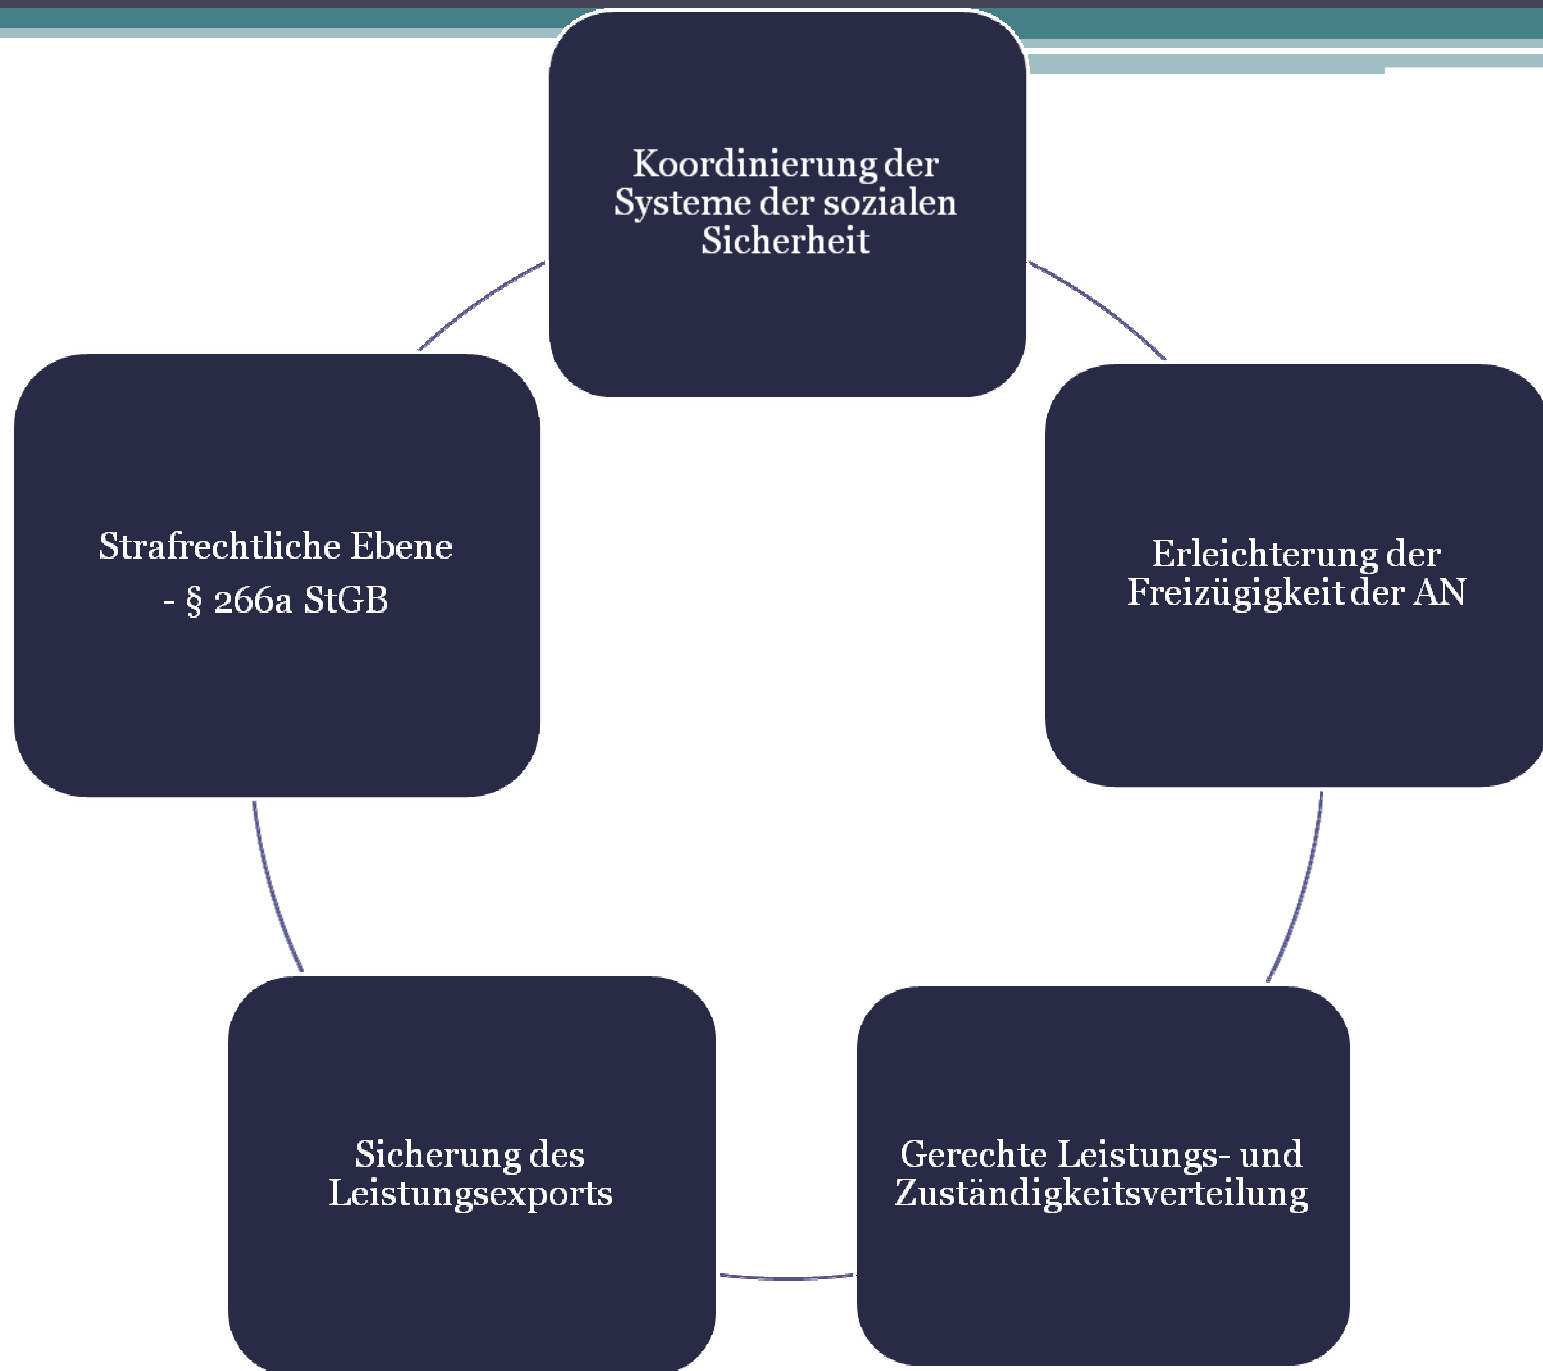 Koordinierung der
Systeme der sozialen
Sicherheit
Erleichterung der
Freizügigkeit der AN
Gerechte Leistungs- und
Zuständigkeitsverteilung
Sicherung des
Leistungsexports
Strafrechtliche Ebene
- § 266a StGB